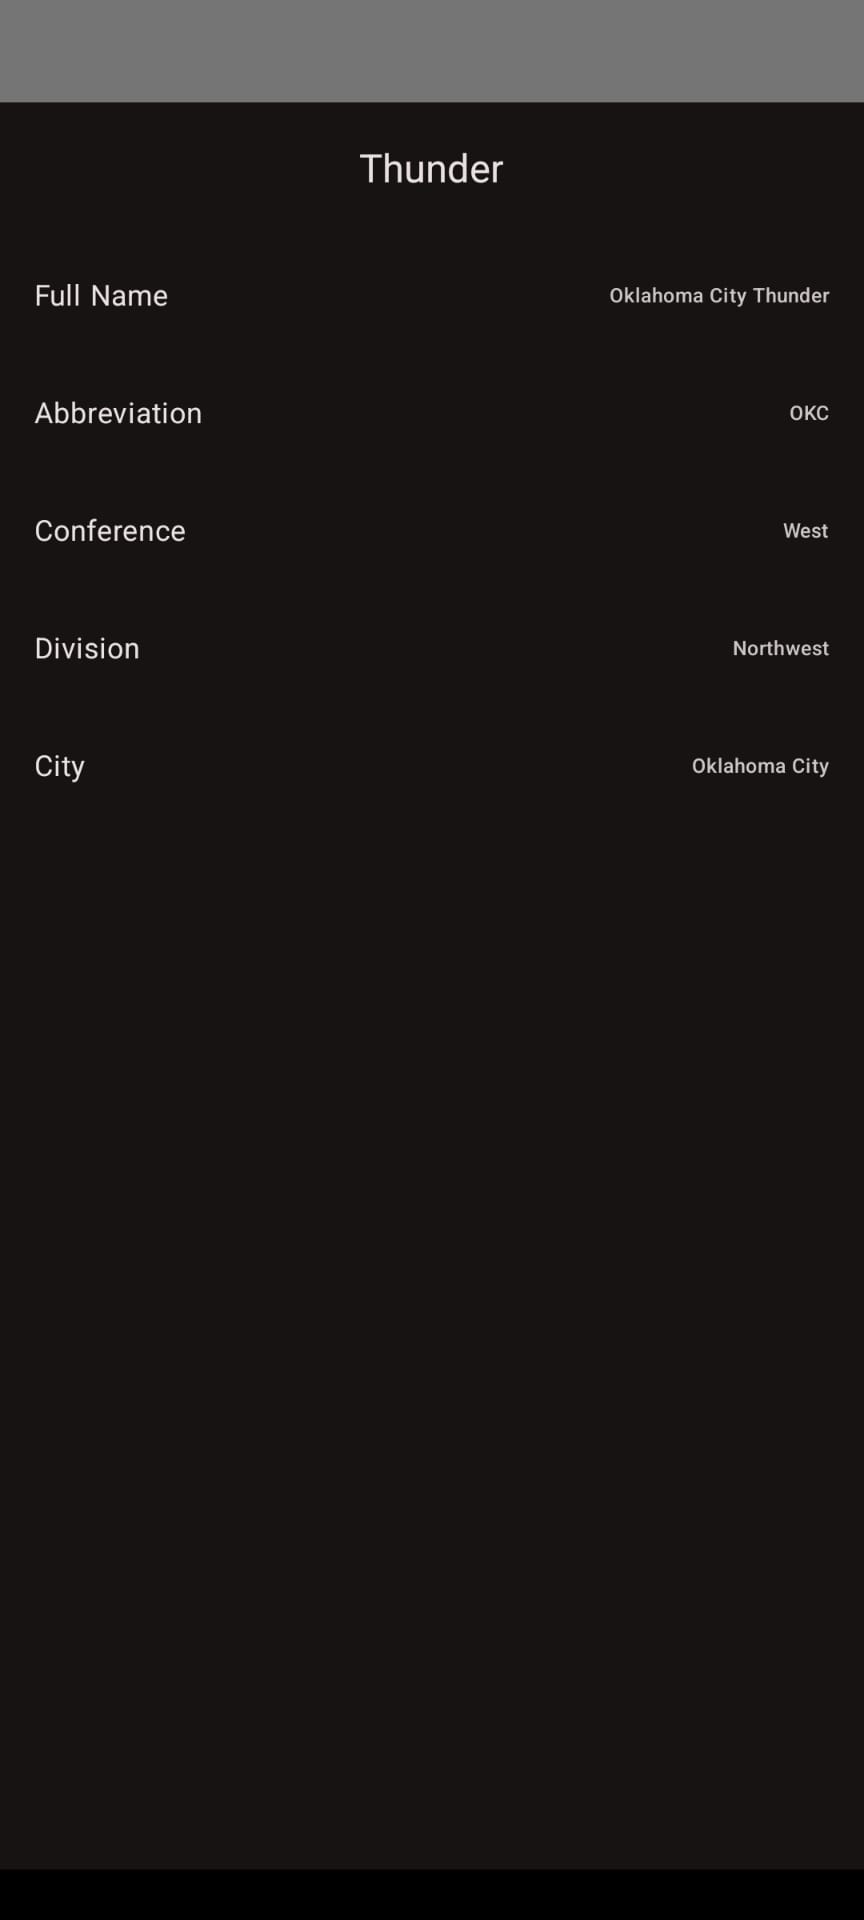 Thunder
Full Name Oklahoma City Thunder
Abbreviation OKC
Conference West
Division Northwest
City Oklahoma City